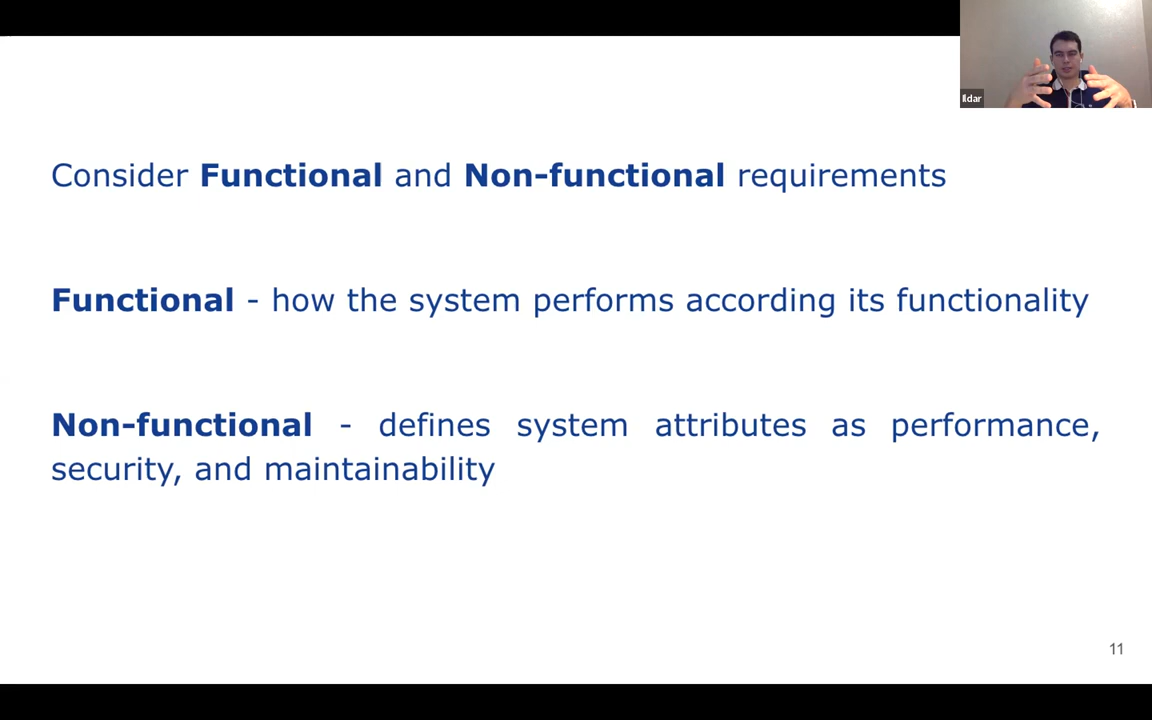 Ildar
Consider Functional and Non-functional requirements
Functional - how the system performs according its functionality
Non-functional - defines system attributes as performance,
security, and maintainability
11